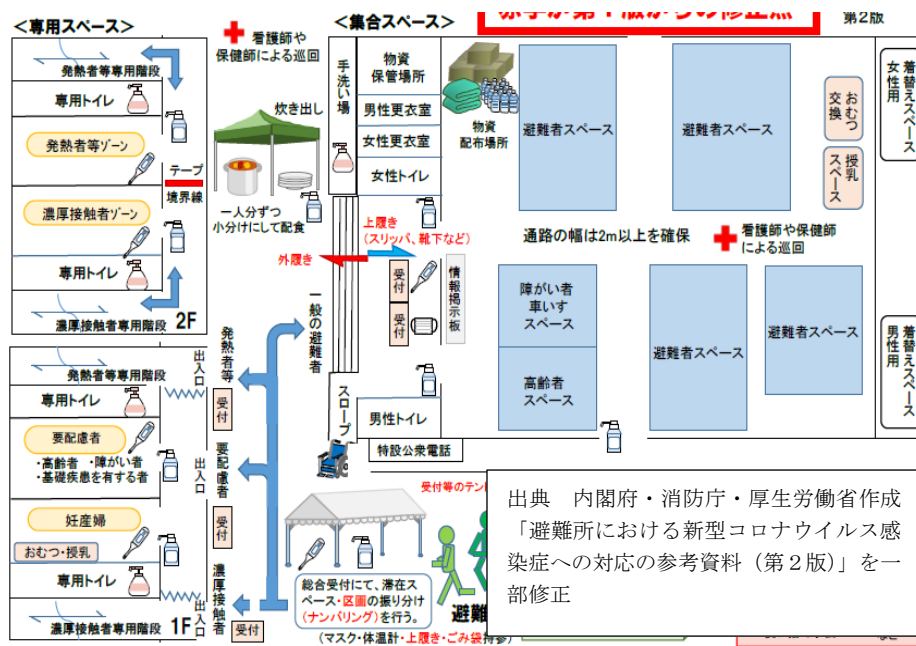 <専用スペース>
発熱者等専用階段
専用トイレ
発熱者等ゾーン
テープ
境界線
濃厚接触者ゾーン
専用トイレ
濃厚接触者専用階段
2F
看護師や
保健師による巡回
炊き出し
一人分ずつ
小分けにして配食
<集合スペース>
第2版
手洗い場
物資
保管場所
男性更衣室
女性更衣室
女性トイレ
物資
配布場所
避難者スペース
避難者スペース
おむつ
交換
授乳
スペース
着替えスペース
女性用
上履き
(スリッパ、靴下など)
外履き
通路の幅は2m以上を確保
看護師や保健師
による巡回
受付
受付
情報掲示板
障がい者
車いす
スペース
高齢者
スペース
避難者スペース
避難者スペース
着替えスペース
男性用
一般の避難者
スロープ
男性トイレ
特設公衆電話
発熱者等専用階段
出入口
発熱者等
受付
専用トイレ
要配慮者
・高齢者 ・障がい者
・基礎疾患を有する者
出入口
要配慮者
受付
妊産婦
おむつ・授乳
専用トイレ
濃厚接触者専用階段
1F
出入口
濃厚接触者
受付
受付等のテン
総合受付にて、滞在ス
ペース・区画の振り分け
(ナンバリング)を行う。
避難
(マスク・体温計・上履き・ごみ袋持参)
出典 内閣府・消防庁・厚生労働省作成
「避難所における新型コロナウイルス感
染症への対応の参考資料(第2版)」を一
部修正